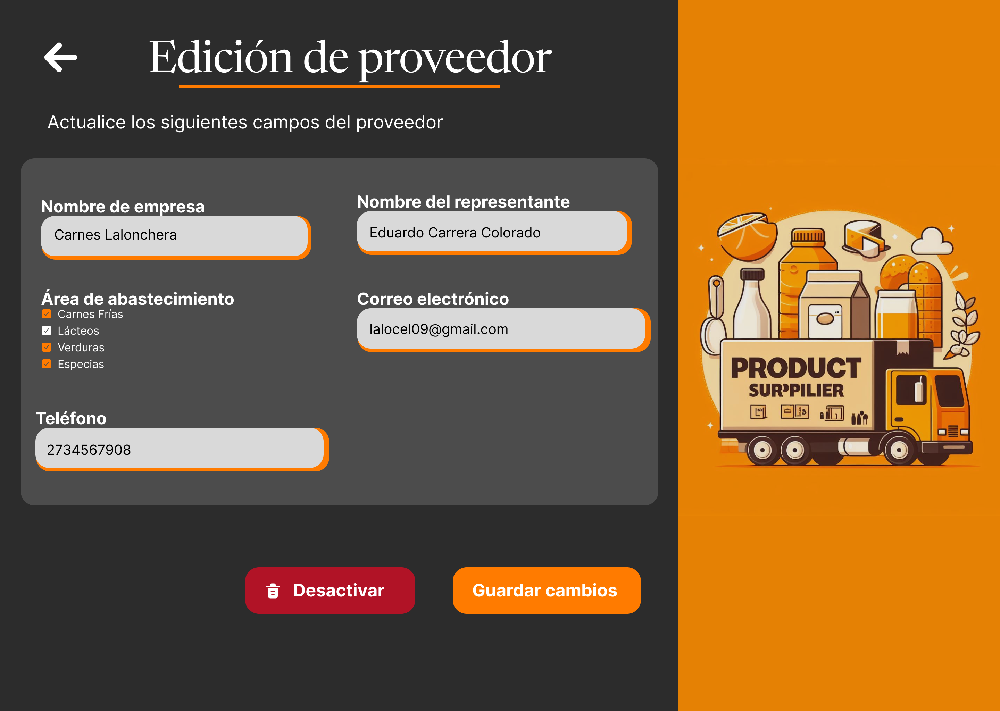 Edición de proveedor
Actualice los siguientes campos del proveedor
Nombre de empresa
Carnes Lalonchera
Nombre del representante
Eduardo Carrera Colorado
Área de abastecimiento
Carnes Frías
Lácteos
Verduras
Especias
Correo electrónico
lalocel09@gmail.com
Teléfono
2734567908
Desactivar
Guardar cambios
PRODUCT
SUR'PILIER